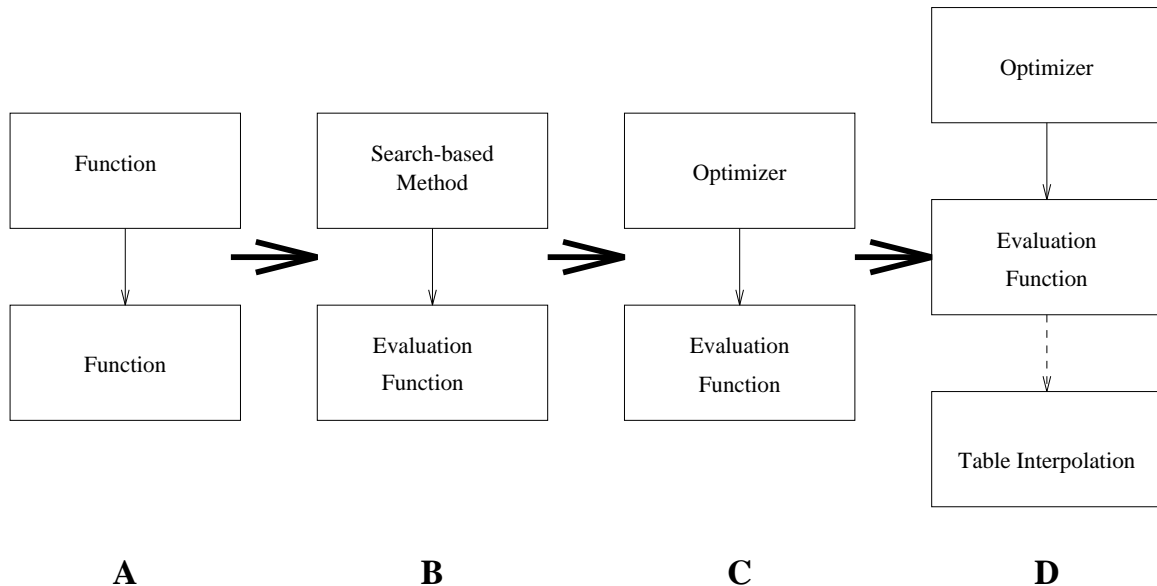 Function
Function
A
Search-based
Method
Evaluation
Function
B
Optimizer
Evaluation
Function
C
Optimizer
Evaluation
Function
Table Interpolation
D